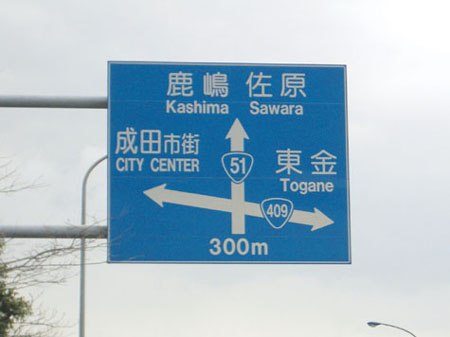 鹿嶋 佐原
Kashima Sawara
成田市街
CITY CENTER
51
東金
Togane
409
300m